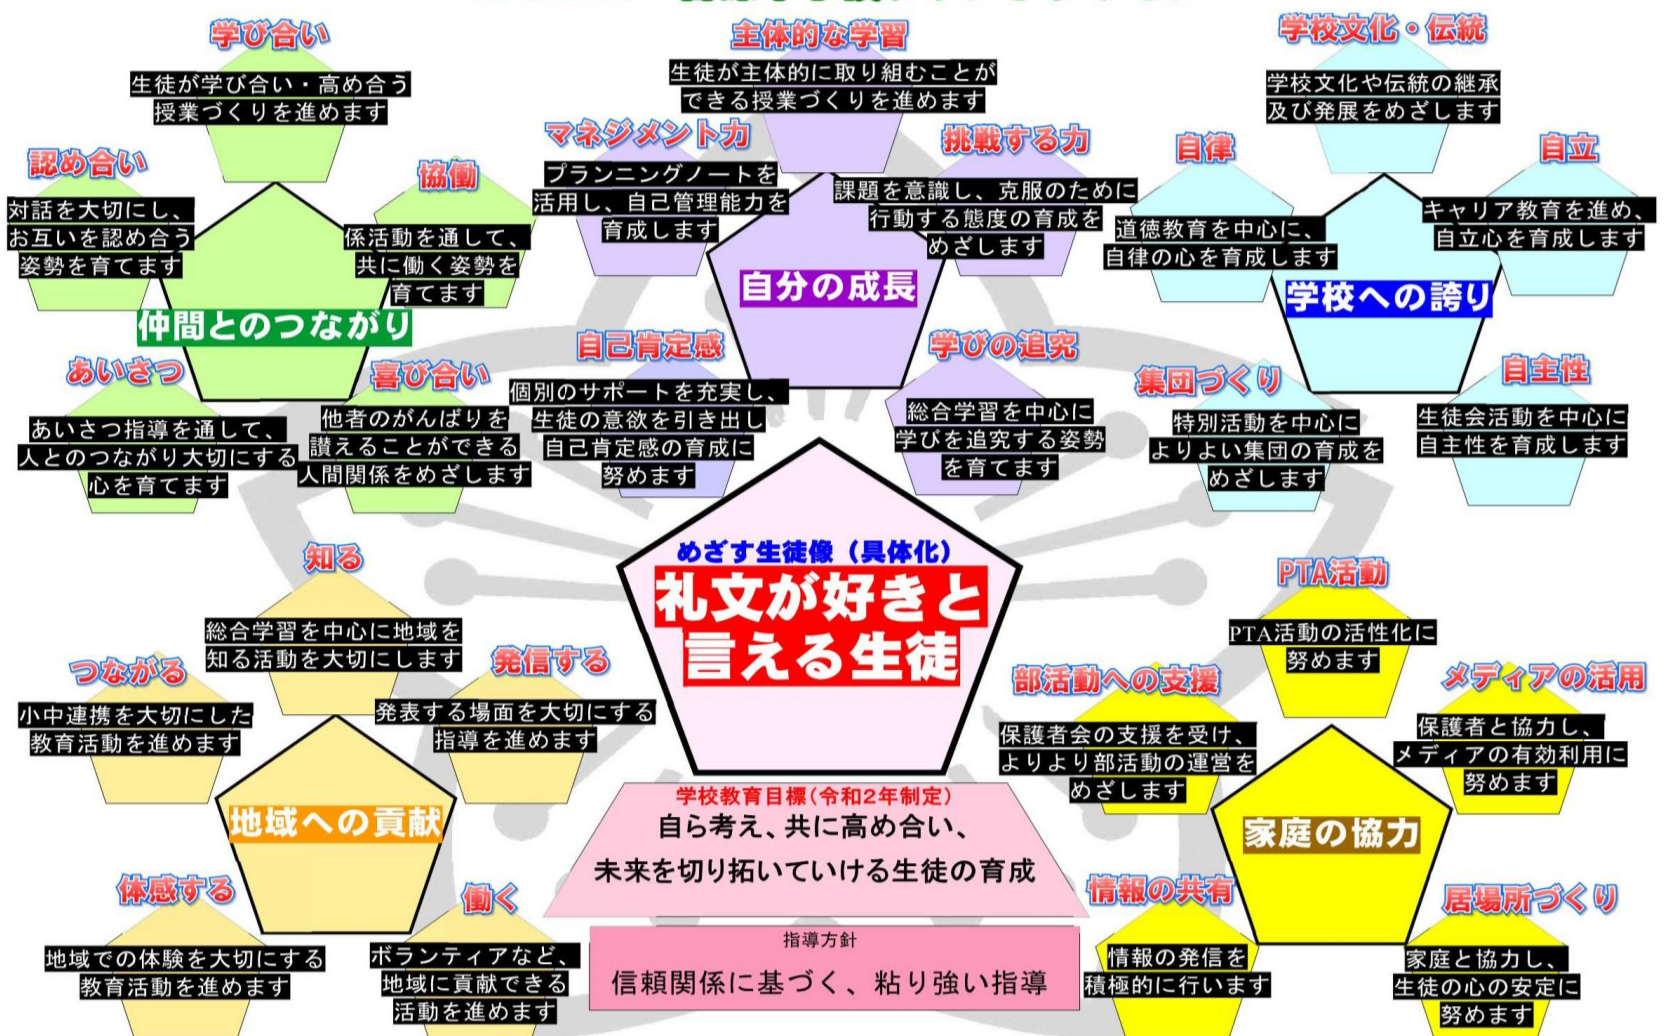 学び合い
生徒が学び合い・高め合う
授業づくりを進めます
認め合い
対話を大切にし、
お互いを認め合う
姿勢を育てます
協働
係活動を通して、
共に働く姿勢を
育てます
仲間とのつながり
あいさつ
あいさつ指導を通して、
人とのつながり大切にする
心を育てます
喜び合い
他者のがんばりを
讃えることができる
人間関係をめざします
主体的な学習
生徒が主体的に取り組むことが
できる授業づくりを進めます
マネジメント力
プランニングノートを
活用し、自己管理能力を
育成します
挑戦する力
課題を意識し、克服のために
行動する態度の育成を
めざします
自分の成長
自己肯定感
個別のサポートを充実し、
生徒の意欲を引き出し
自己肯定感の育成に
努めます
学びの追究
総合学習を中心に
学びを追究する姿勢
を育てます
学校文化・伝統
学校文化や伝統の継承
及び発展をめざします
自律
道徳教育を中心に、
自律の心を育成します
自立
キャリア教育を進め、
自立心を育成します
学校への誇り
集団づくり
特別活動を中心に
よりよい集団の育成を
めざします
自主性
生徒会活動を中心に
自主性を育成します
めざす生徒像（具体化）
礼文が好きと
言える生徒
知る
総合学習を中心に地域を
知る活動を大切にします
つながる
小中連携を大切にした
教育活動を進めます
発信する
発表する場面を大切にする
指導を進めます
地域への貢献
体感する
地域での体験を大切にする
教育活動を進めます
働く
ボランティアなど、
地域に貢献できる
活動を進めます
学校教育目標（令和2年制定）
自ら考え、共に高め合い、
未来を切り拓いていける生徒の育成
指導方針
信頼関係に基づく、粘り強い指導
PTA活動
PTA活動の活性化に
努めます
部活動への支援
保護者会の支援を受け、
よりより部活動の運営を
めざします
メディアの活用
保護者と協力し、
メディアの有効利用に
努めます
家庭の協力
情報の共有
情報の発信を
積極的に行います
居場所づくり
家庭と協力し、
生徒の心の安定に
努めます